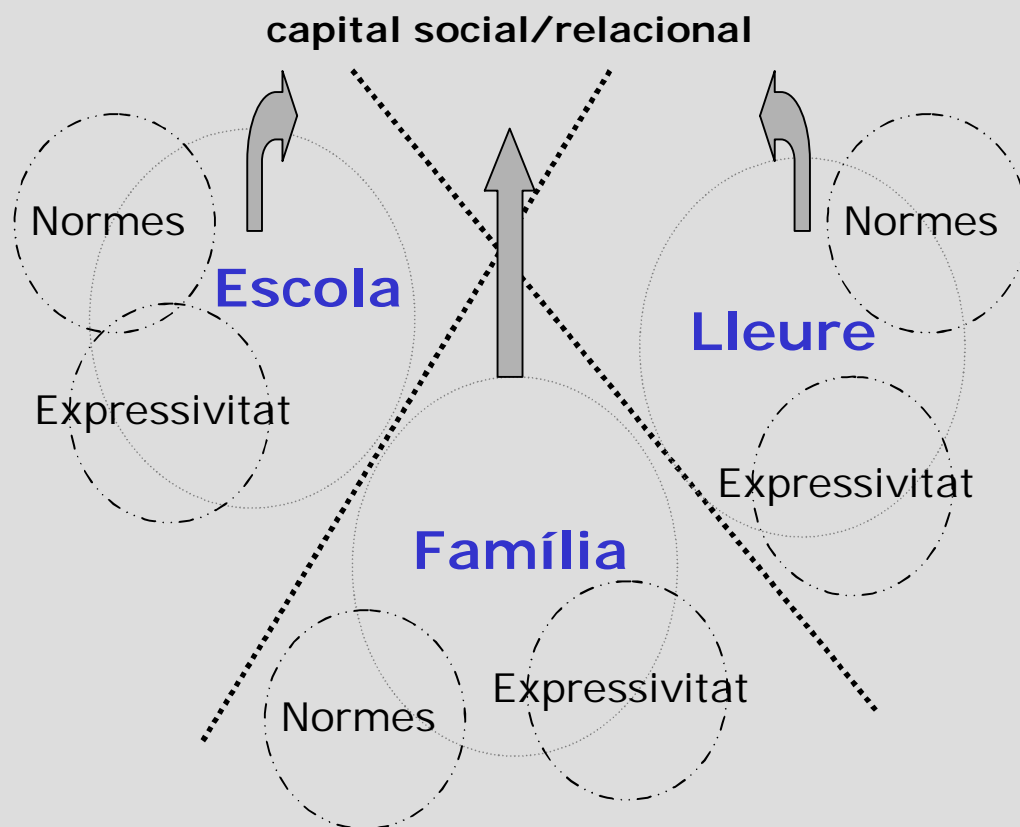 capital social/relacional
Normes
Escola
Expressivitat
Normes
Lleure
Expressivitat
Família
Normes
Expressivitat